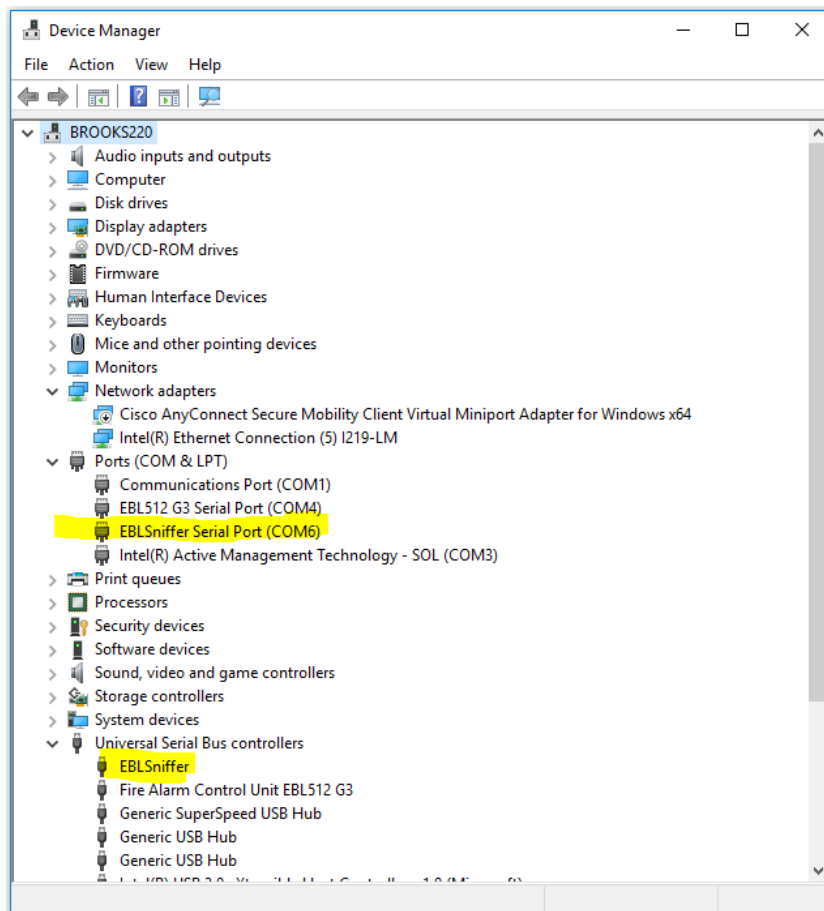 Device Manager
File Action View Help
BROOKS220
Audio inputs and outputs
Computer
Disk drives
Display adapters
DVD/CD-ROM drives
Firmware
Human Interface Devices
Keyboards
Mice and other pointing devices
Monitors
Network adapters
Cisco AnyConnect Secure Mobility Client Virtual Miniport Adapter for Windows x64
Intel(R) Ethernet Connection (5) I219-LM
Ports (COM & LPT)
Communications Port (COM1)
EBL512 G3 Serial Port (COM4)
EBLSniffer Serial Port (COM6)
Intel(R) Active Management Technology - SOL (COM3)
Print queues
Processors
Security devices
Software devices
Sound, video and game controllers
Storage controllers
System devices
Universal Serial Bus controllers
EBLSniffer
Fire Alarm Control Unit EBL512 G3
Generic SuperSpeed USB Hub
Generic USB Hub
Generic USB Hub